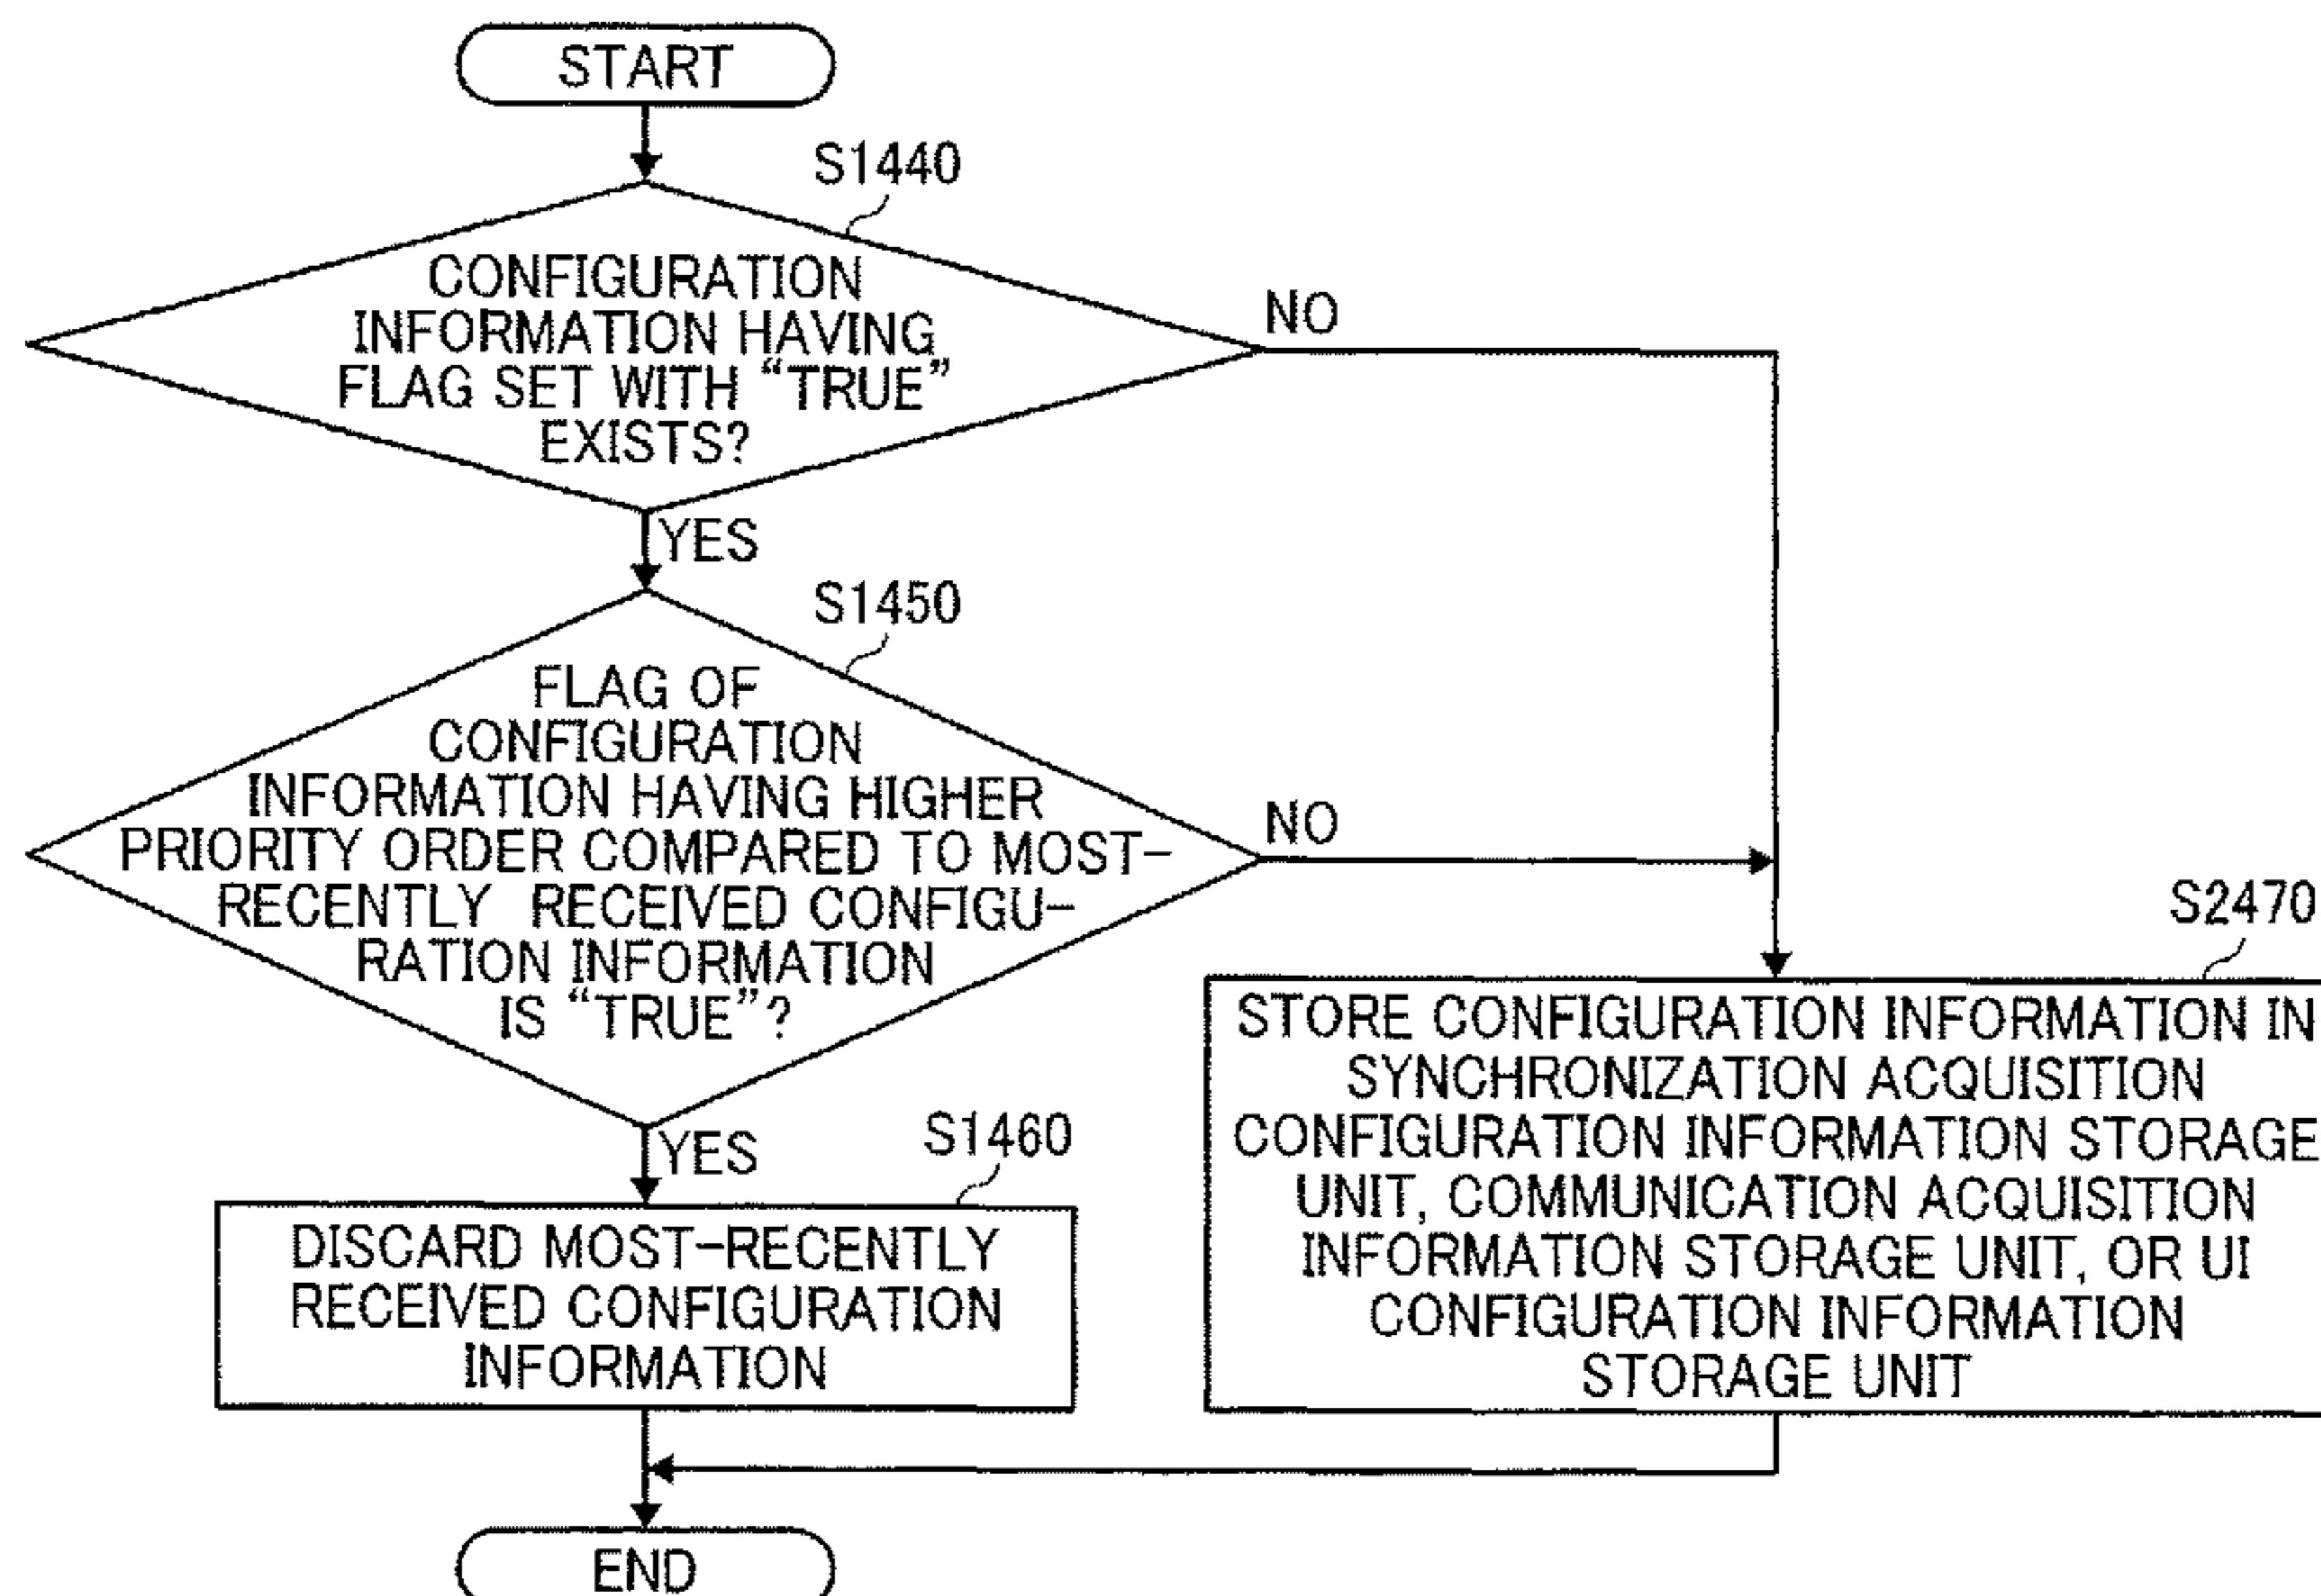 START
S1440
CONFIGURATION
INFORMATION HAVING
FLAG SET WITH “TRUE”
EXISTS?
NO
YES
S1450
FLAG OF
CONFIGURATION
INFORMATION HAVING HIGHER
PRIORITY ORDER COMPARED TO MOST-
RECENTLY RECEIVED CONFIGU-
RATION INFORMATION
IS “TRUE”?
NO
YES
S1460
DISCARD MOST-RECENTLY
RECEIVED CONFIGURATION
INFORMATION
S2470
STORE CONFIGURATION INFORMATION IN
SYNCHRONIZATION ACQUISITION
CONFIGURATION INFORMATION STORAGE
UNIT, COMMUNICATION ACQUISITION
INFORMATION STORAGE UNIT, OR UI
CONFIGURATION INFORMATION
STORAGE UNIT
END